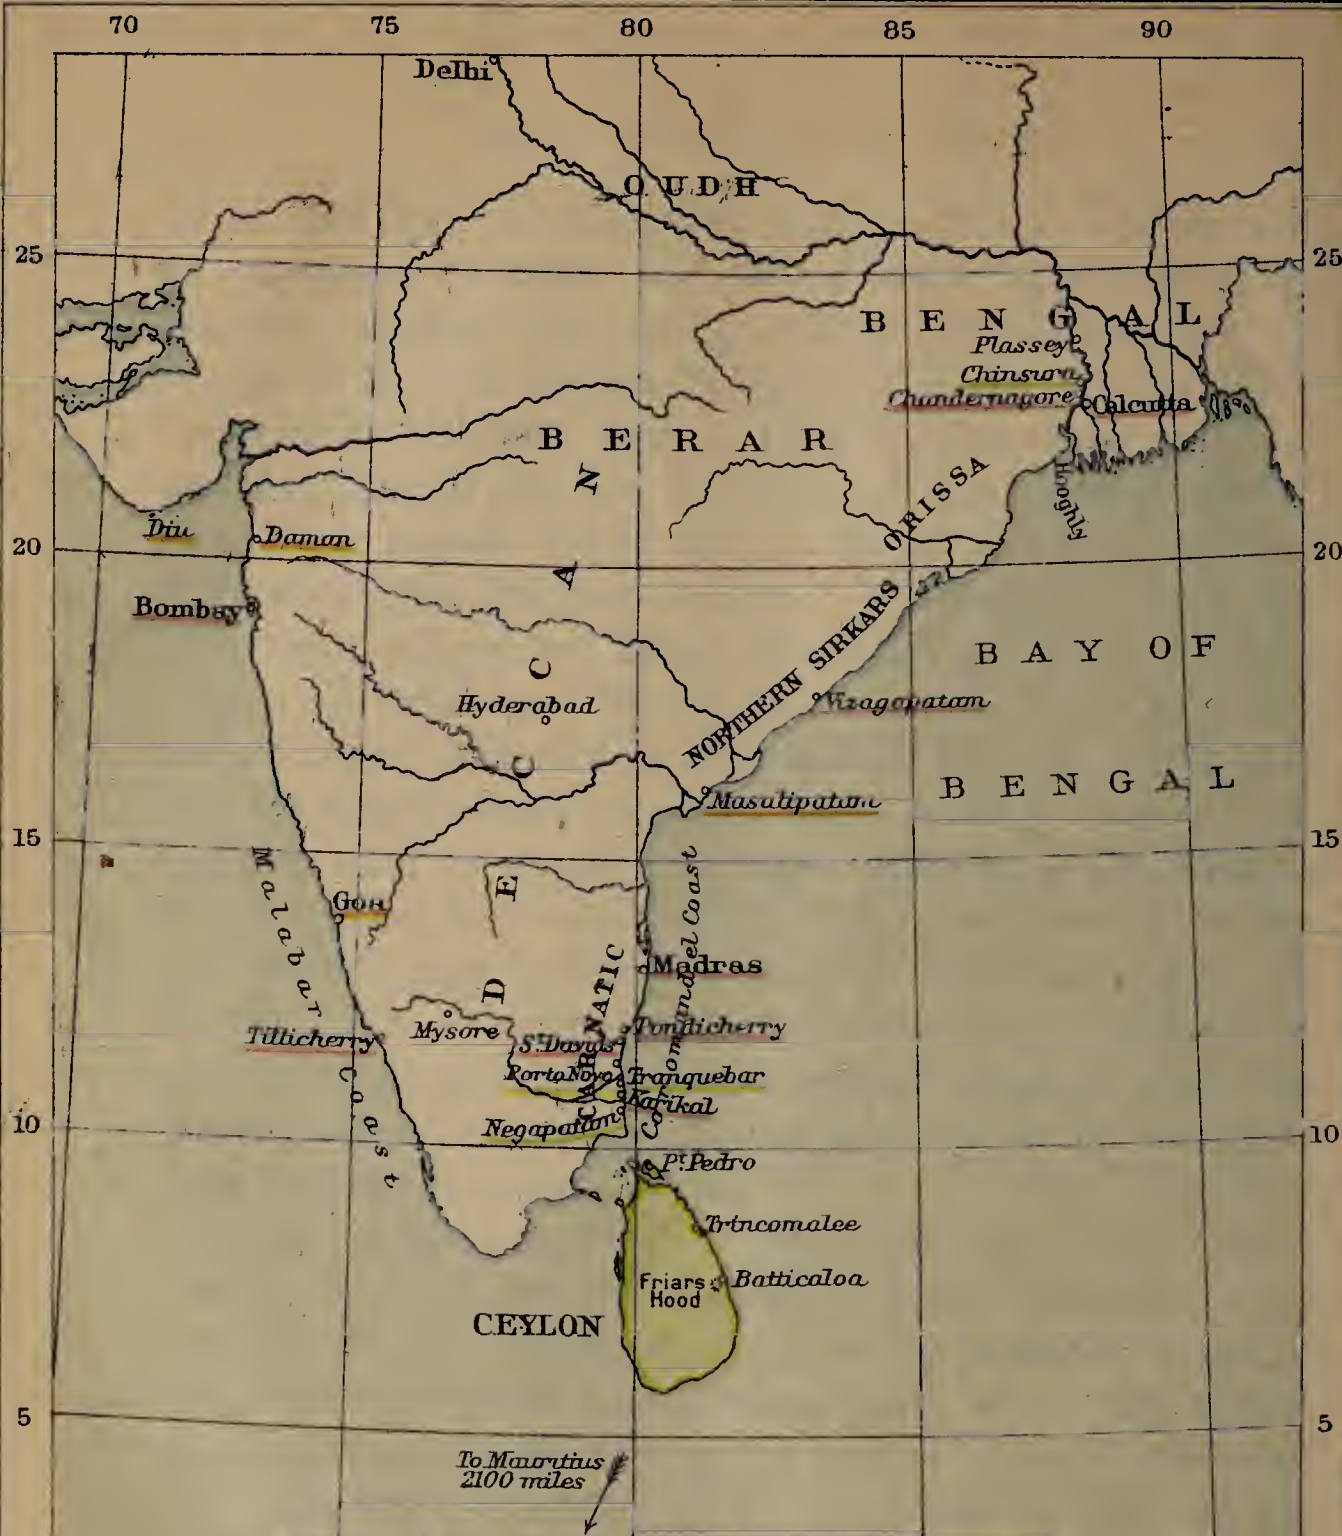 70 75 80 85 90
Delhi
OUDH
25 25
BENGAL
Plassey
Chinsura
Chandernagore
Calcutta
BERAR
Hooghly
ORISSA
Diu
Daman
20 20
Bombay
NORTHERN SIRKARS
BAY OF
BENGAL
Hyderabad
Vizagapatam
Masulipatam
DECCAN
15 15
Malabar Coast
Goa
Coromandel Coast
CARNATIC
Madras
Mysore
Tillicherry
Pondicherry
St. Davids
Porto Novo
Tranquebar
Karikal
Negapatam
10 10
Pt. Pedro
Trincomalee
Friars
Hood
Batticaloa
CEYLON
5 5
To Mauritius
2100 miles